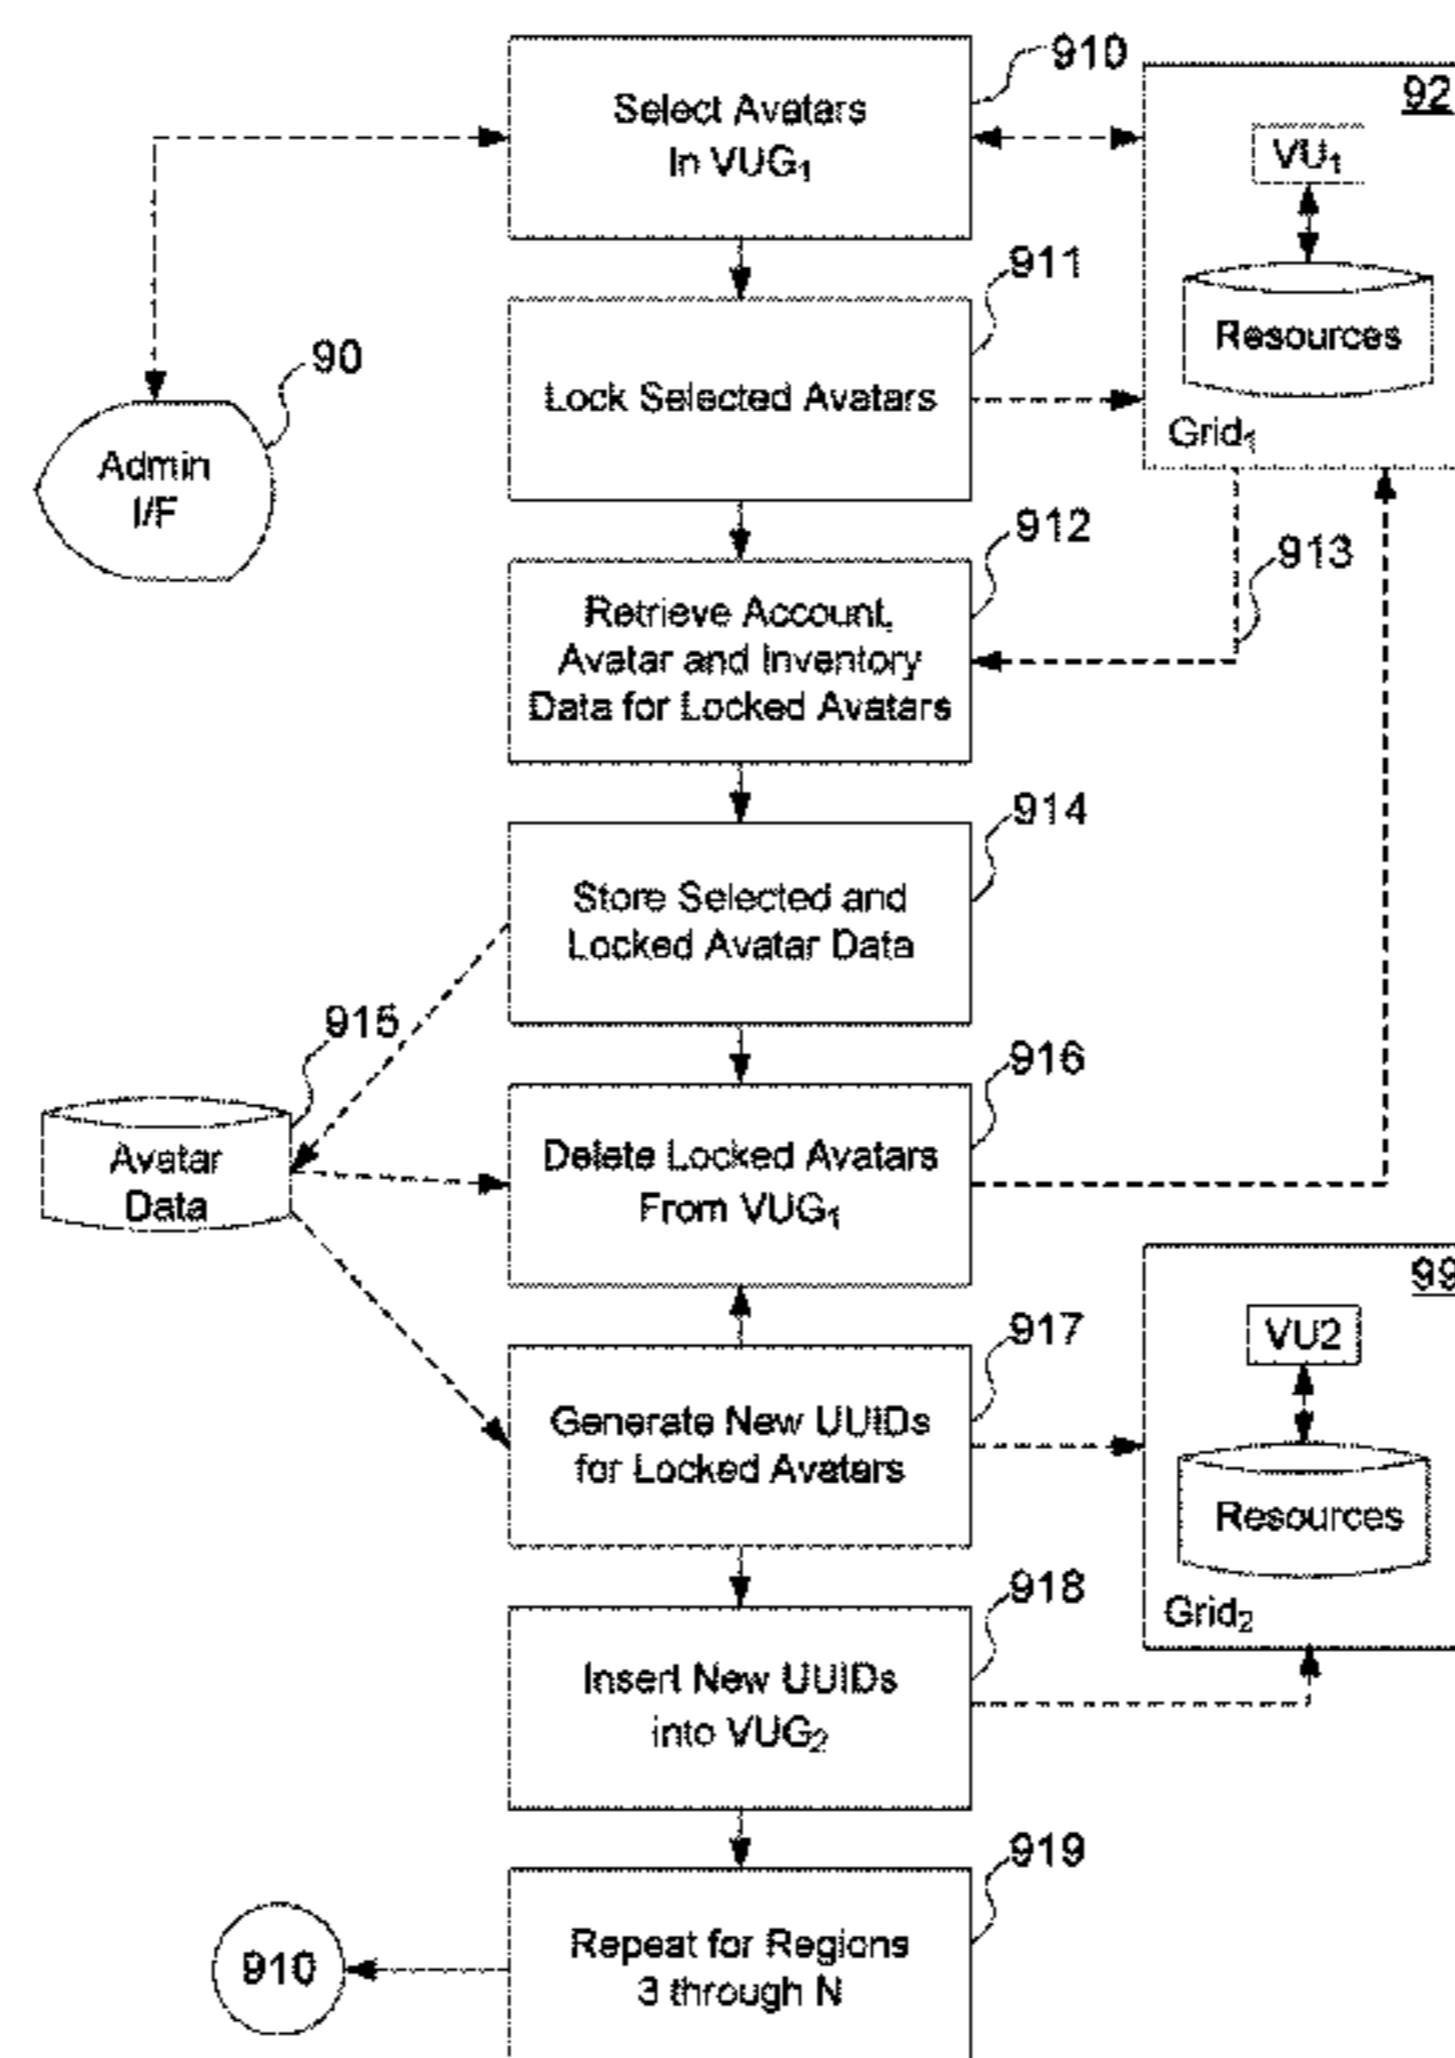 910
Select Avatars
In VUG₁
92
VU₁
Resources
Grid₁
911
Lock Selected Avatars
90
Admin
I/F
912
Retrieve Account,
Avatar and Inventory
Data for Locked Avatars
913
914
Store Selected and
Locked Avatar Data
915
Avatar
Data
916
Delete Locked Avatars
From VUG₁
99
VU2
Resources
Grid₂
917
Generate New UUIDs
for Locked Avatars
918
Insert New UUIDs
into VUG₂
919
Repeat for Regions
3 through N
910